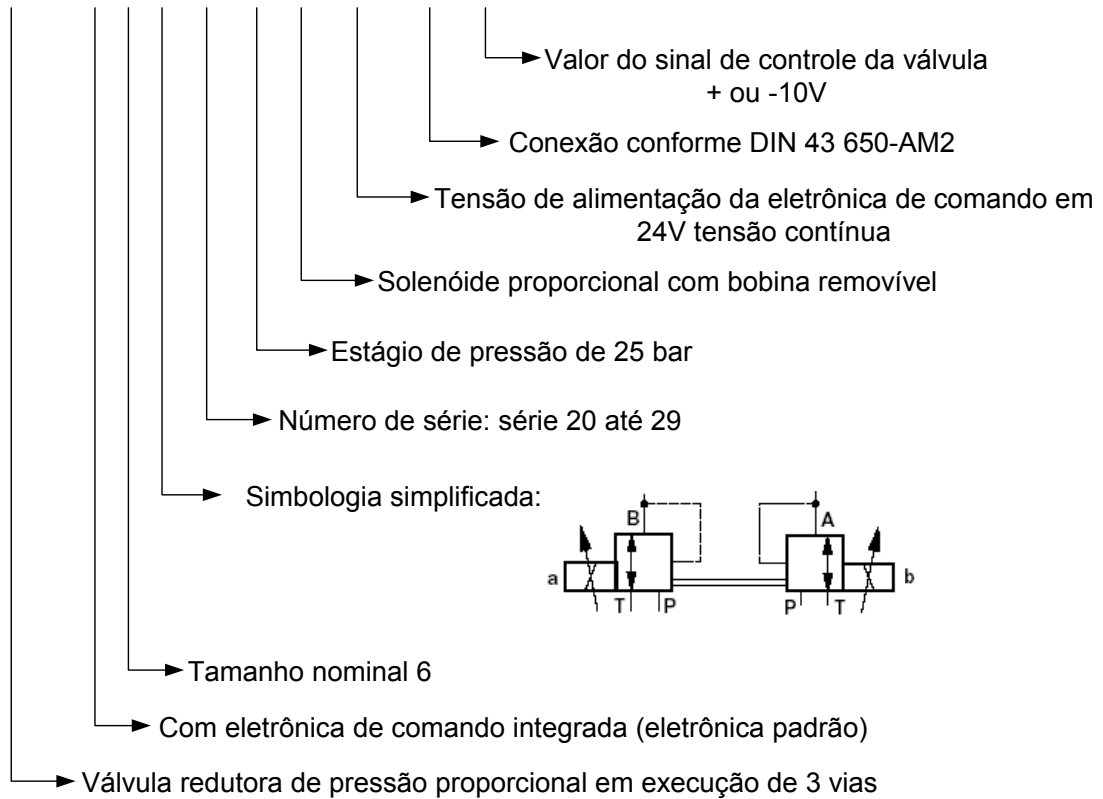 Valor do sinal de controle da válvula
+ ou -10V
Conexão conforme DIN 43 650-AM2
Tensão de alimentação da eletrônica de comando em
24V tensão contínua
Solenóide proporcional com bobina removível
Estágio de pressão de 25 bar
Número de série: série 20 até 29
Simbologia simplificada:
B A
a b
T P P T
Tamanho nominal 6
Com eletrônica de comando integrada (eletrônica padrão)
Válvula redutora de pressão proporcional em execução de 3 vias